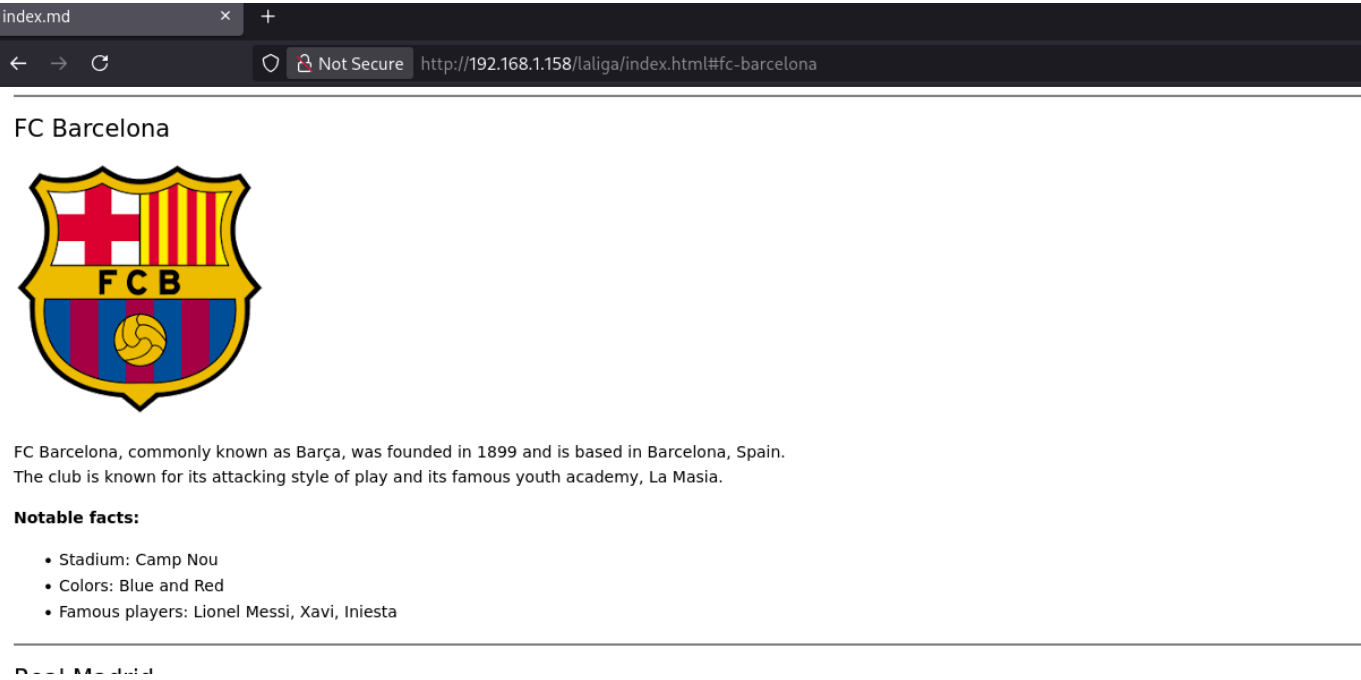 index.md
Not Secure http://192.168.1.158/laliga/index.html#fc-barcelona
FC Barcelona
FCB
FC Barcelona, commonly known as Barça, was founded in 1899 and is based in Barcelona, Spain.
The club is known for its attacking style of play and its famous youth academy, La Masia.
Notable facts:
• Stadium: Camp Nou
• Colors: Blue and Red
• Famous players: Lionel Messi, Xavi, Iniesta
Real Madrid